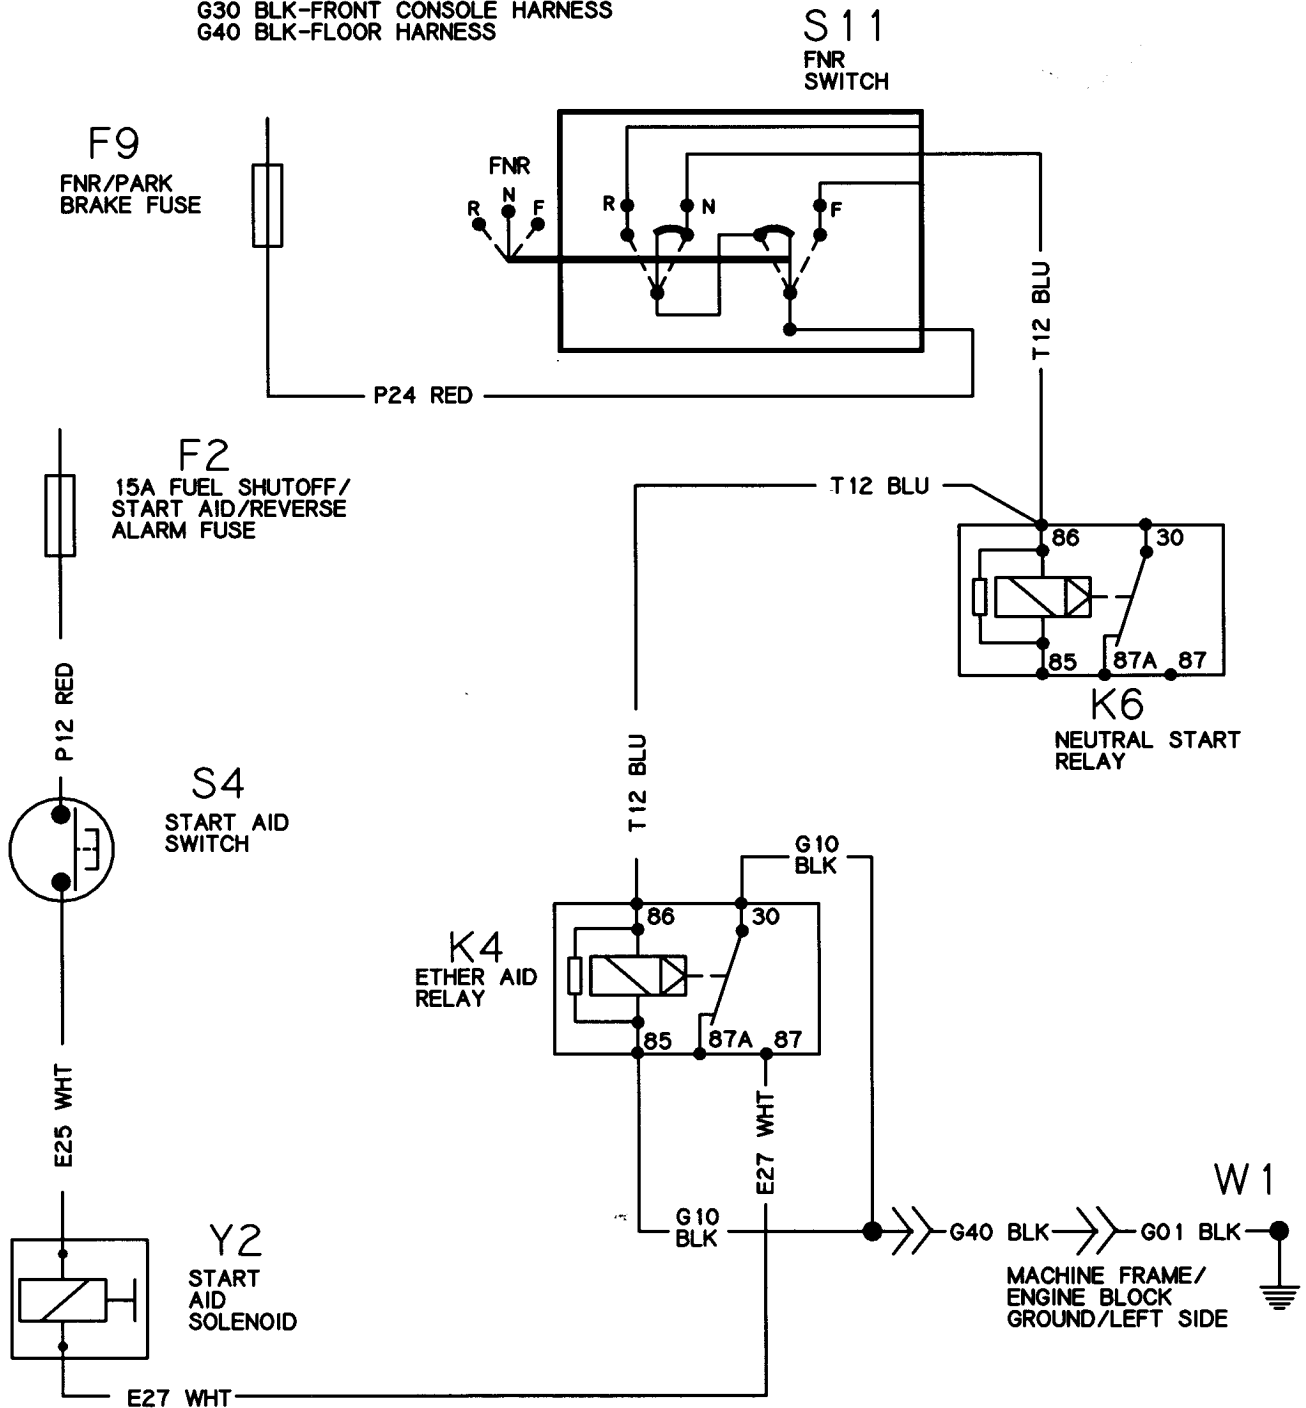 G30 BLK-FRONT CONSOLE HARNESS
G40 BLK-FLOOR HARNESS
S11
FNR
SWITCH
F9
FNR/PARK
BRAKE FUSE
FNR
R N F
R N F
T12 BLU
P24 RED
F2
15A FUEL SHUTOFF/
START AID/REVERSE
ALARM FUSE
T12 BLU
86 30
85 87A 87
K6
NEUTRAL START
RELAY
P12 RED
T12 BLU
S4
START AID
SWITCH
G10
BLK
86 30
K4
ETHER AID
RELAY
85 87A 87
E25 WHT
E27 WHT
G10
BLK
W1
G40 BLK
G01 BLK
MACHINE FRAME/
ENGINE BLOCK
GROUND/LEFT SIDE
Y2
START
AID
SOLENOID
E27 WHT